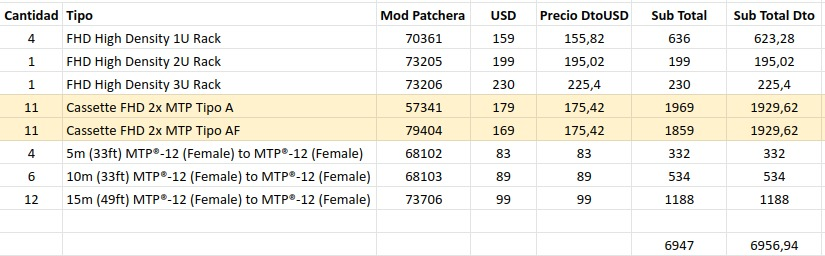 Cantidad Tipo Mod Patchera USD Precio DtoUSD Sub Total Sub Total Dto
4 FHD High Density 1U Rack 70361 159 155,82 636 623,28
1 FHD High Density 2U Rack 73205 199 195,02 199 195,02
1 FHD High Density 3U Rack 73206 230 225,4 230 225,4
11 Cassette FHD 2x MTP Tipo A 57341 179 175,42 1969 1929,62
11 Cassette FHD 2x MTP Tipo AF 79404 169 175,42 1859 1929,62
4 5m (33ft) MTP®-12 (Female) to MTP®-12 (Female) 68102 83 83 332 332
6 10m (33ft) MTP®-12 (Female) to MTP®-12 (Female) 68103 89 89 534 534
12 15m (49ft) MTP®-12 (Female) to MTP®-12 (Female) 73706 99 99 1188 1188
6947 6956,94